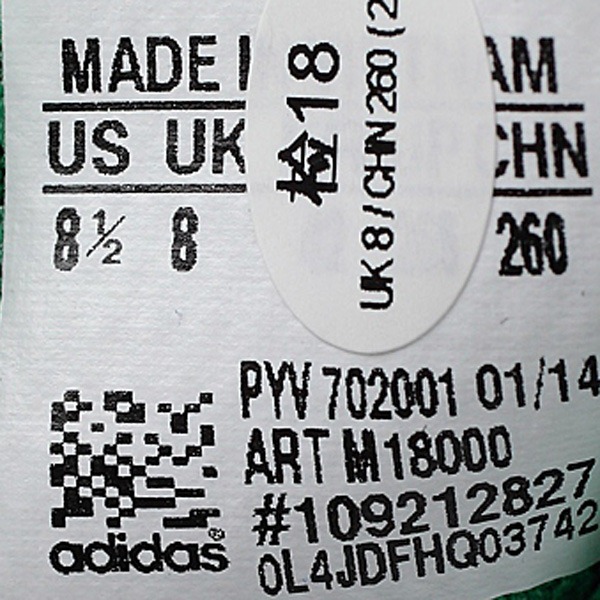 MADE I AM
US UK CHN
8½ 8 260
检18
UK 8 / CHN 260 ( 2
PYV 702001 01/14
ART M18000
#109212827
0L4JDFHQ03742
adidas®